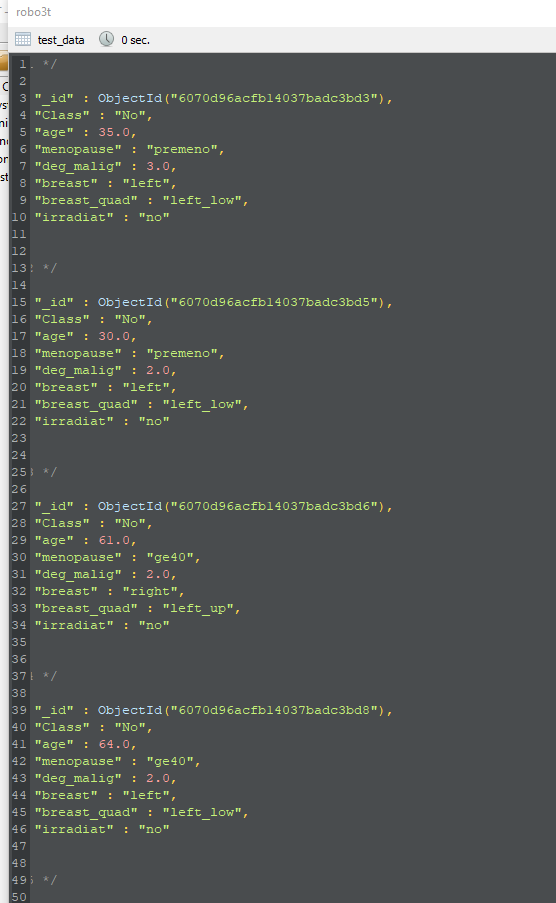 robo3t
test_data 0 sec.
1 */
2
3 "_id" : ObjectId("6070d96acfb14037badc3bd3"),
4 "Class" : "No",
5 "age" : 35.0,
6 "menopause" : "premeno",
7 "deg_malig" : 3.0,
8 "breast" : "left",
9 "breast_quad" : "left_low",
10 "irradiat" : "no"
11
12
13 */
14
15 "_id" : ObjectId("6070d96acfb14037badc3bd5"),
16 "Class" : "No",
17 "age" : 30.0,
18 "menopause" : "premeno",
19 "deg_malig" : 2.0,
20 "breast" : "left",
21 "breast_quad" : "left_low",
22 "irradiat" : "no"
23
24
25 */
26
27 "_id" : ObjectId("6070d96acfb14037badc3bd6"),
28 "Class" : "No",
29 "age" : 61.0,
30 "menopause" : "ge40",
31 "deg_malig" : 2.0,
32 "breast" : "right",
33 "breast_quad" : "left_up",
34 "irradiat" : "no"
35
36
37 */
38
39 "_id" : ObjectId("6070d96acfb14037badc3bd8"),
40 "Class" : "No",
41 "age" : 64.0,
42 "menopause" : "ge40",
43 "deg_malig" : 2.0,
44 "breast" : "left",
45 "breast_quad" : "left_low",
46 "irradiat" : "no"
47
48
49 */
50